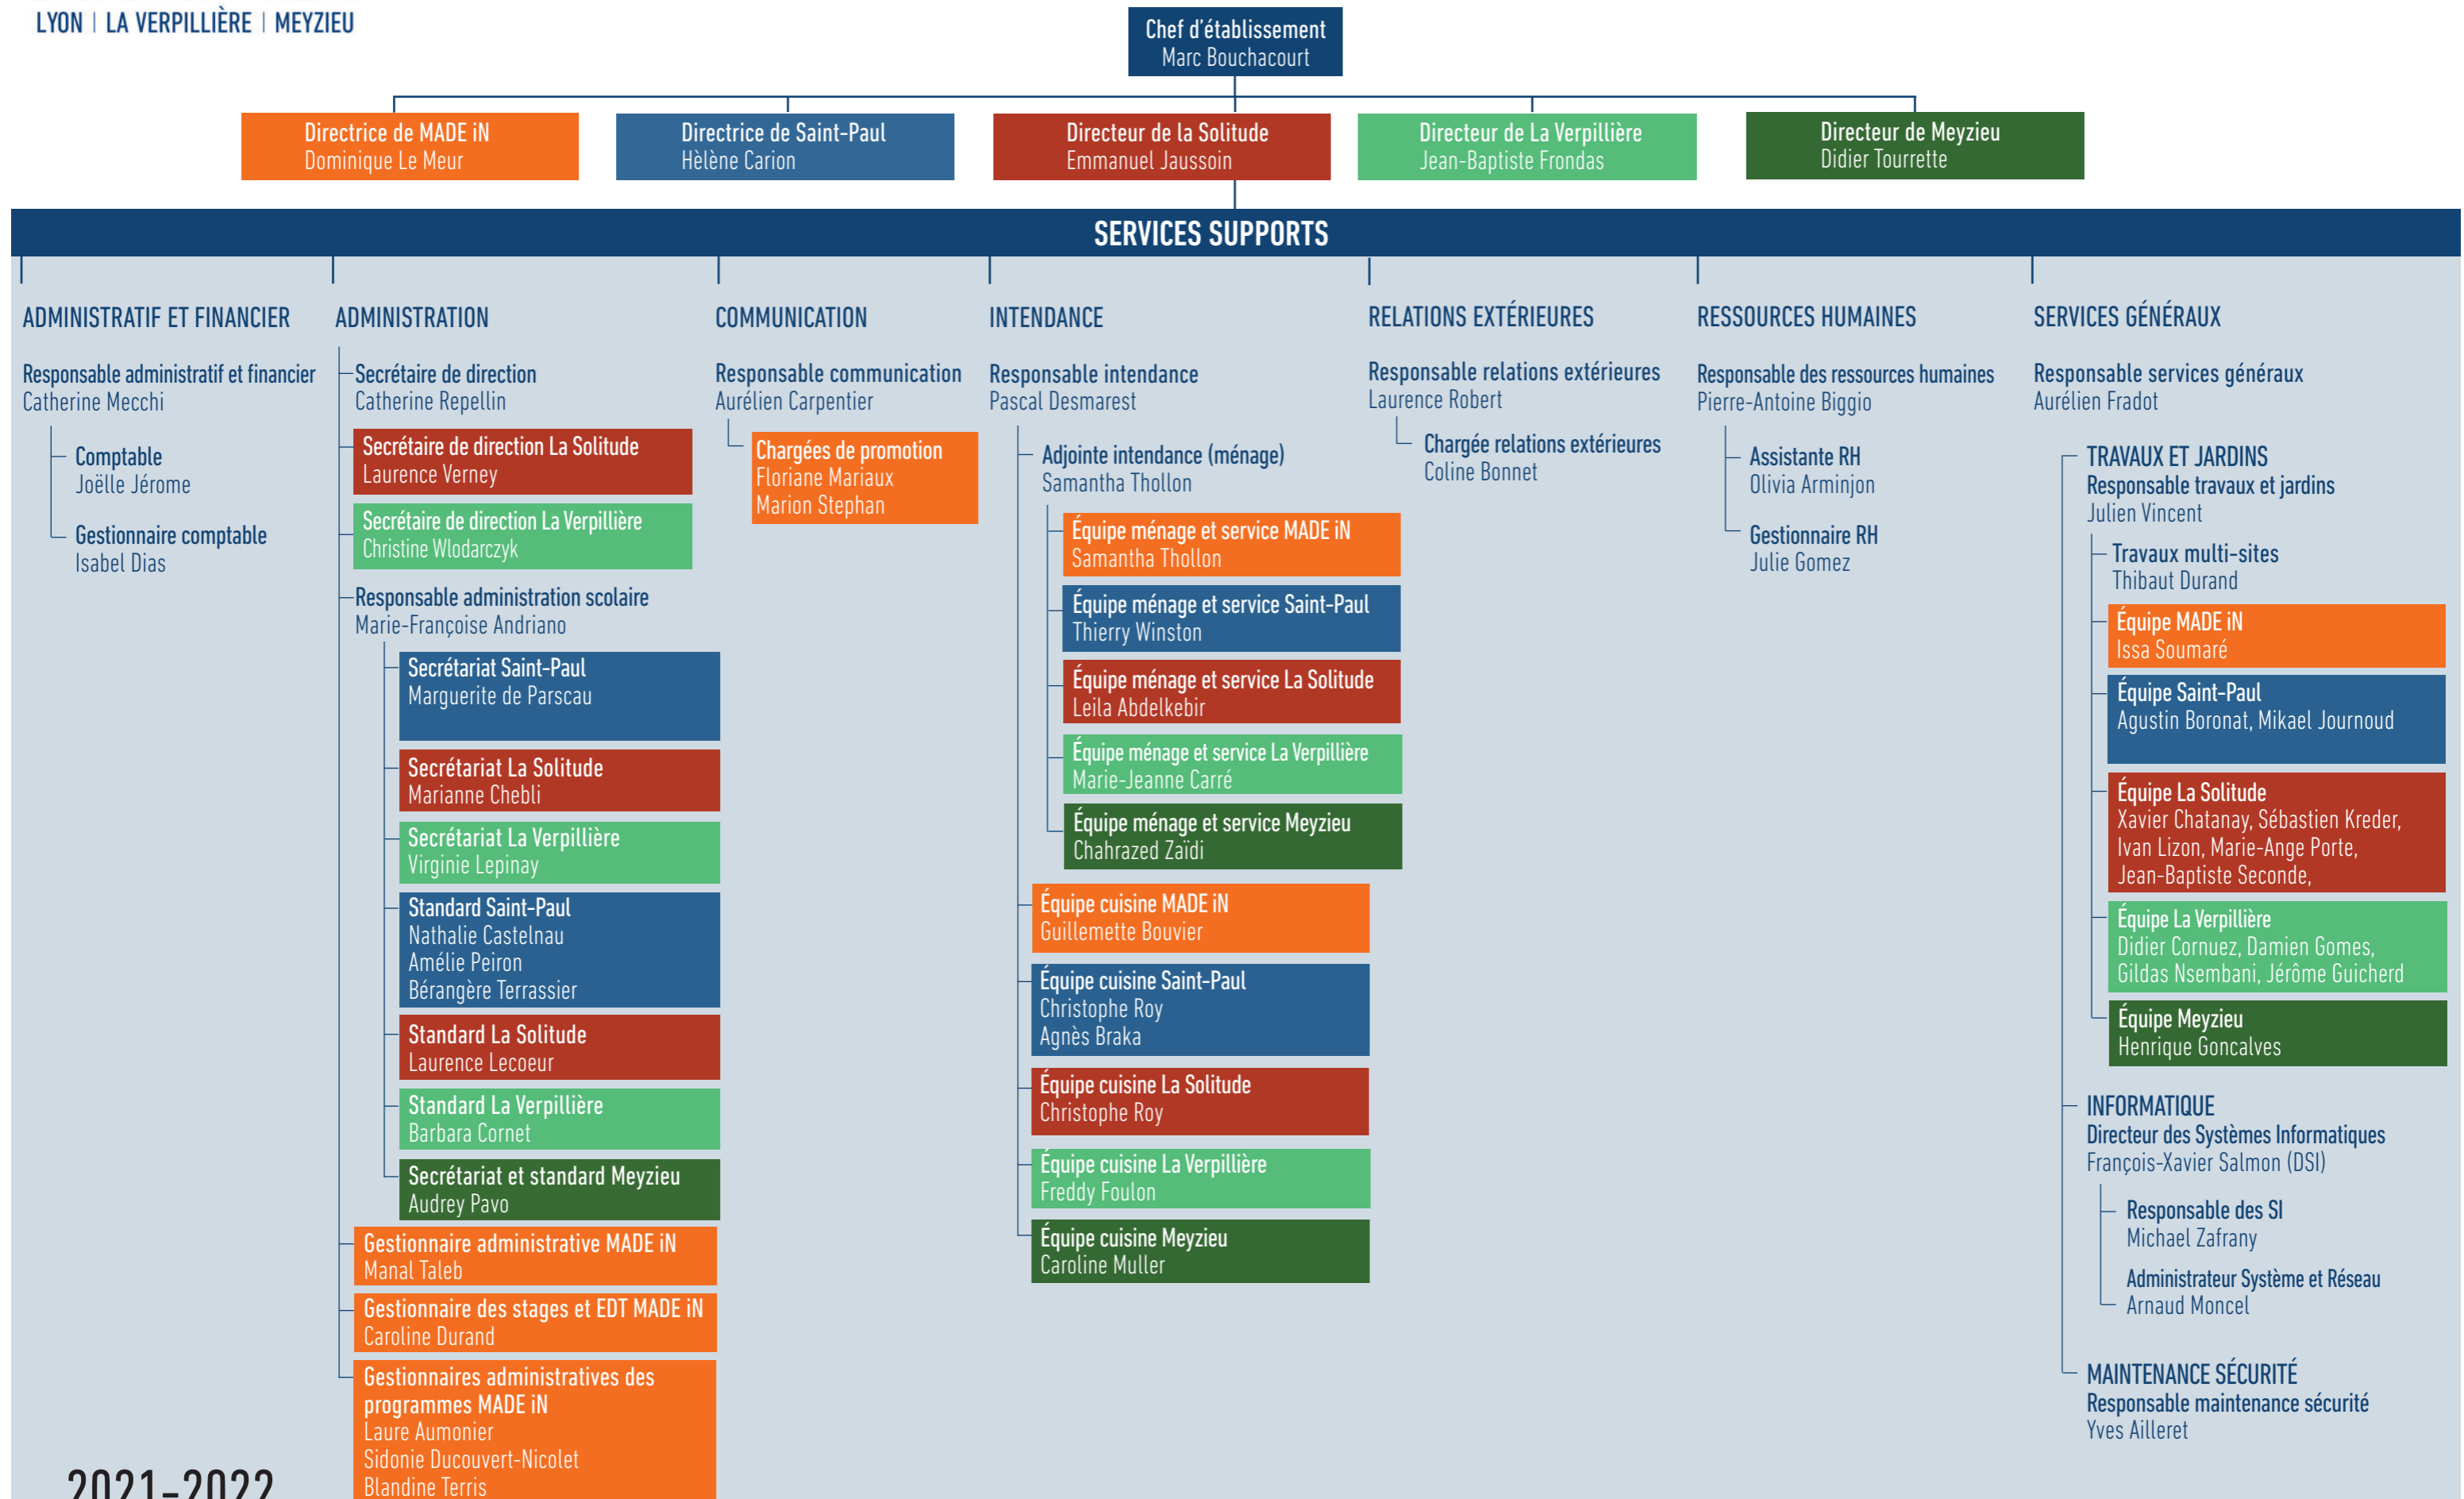 LYON | LA VERPILLIÈRE | MEYZIEU
Chef d'établissement
Marc Bouchacourt
Directrice de MADE iN
Dominique Le Meur
Directrice de Saint-Paul
Hèlène Carion
Directeur de la Solitude
Emmanuel Jaussoin
Directeur de La Verpillière
Jean-Baptiste Frondas
Directeur de Meyzieu
Didier Tourrette
SERVICES SUPPORTS
ADMINISTRATIF ET FINANCIER
Responsable administratif et financier
Catherine Mecchi
Comptable
Joëlle Jérome
Gestionnaire comptable
Isabel Dias
ADMINISTRATION
Secrétaire de direction
Catherine Repellin
Secrétaire de direction La Solitude
Laurence Verney
Secrétaire de direction La Verpillière
Christine Wlodarczyk
Responsable administration scolaire
Marie-Françoise Andriano
Secrétariat Saint-Paul
Marguerite de Parscau
Secrétariat La Solitude
Marianne Chebli
Secrétariat La Verpillière
Virginie Lepinay
Standard Saint-Paul
Nathalie Castelnau
Amélie Peiron
Bérangère Terrassier
Standard La Solitude
Laurence Lecoeur
Standard La Verpillière
Barbara Cornet
Secrétariat et standard Meyzieu
Audrey Pavo
Gestionnaire administrative MADE iN
Manal Taleb
Gestionnaire des stages et EDT MADE iN
Caroline Durand
Gestionnaires administratives des
programmes MADE iN
Laure Aumonier
Sidonie Ducouvert-Nicolet
Blandine Terris
COMMUNICATION
Responsable communication
Aurélien Carpentier
Chargées de promotion
Floriane Mariaux
Marion Stephan
INTENDANCE
Responsable intendance
Pascal Desmarest
Adjointe intendance (ménage)
Samantha Thollon
Équipe ménage et service MADE iN
Samantha Thollon
Équipe ménage et service Saint-Paul
Thierry Winston
Équipe ménage et service La Solitude
Leila Abdelkebir
Équipe ménage et service La Verpillière
Marie-Jeanne Carré
Équipe ménage et service Meyzieu
Chahrazed Zaïdi
Équipe cuisine MADE iN
Guillemette Bouvier
Équipe cuisine Saint-Paul
Christophe Roy
Agnès Braka
Équipe cuisine La Solitude
Christophe Roy
Équipe cuisine La Verpillière
Freddy Foulon
Équipe cuisine Meyzieu
Caroline Muller
RELATIONS EXTÉRIEURES
Responsable relations extérieures
Laurence Robert
Chargée relations extérieures
Coline Bonnet
RESSOURCES HUMAINES
Responsable des ressources humaines
Pierre-Antoine Biggio
Assistante RH
Olivia Arminjon
Gestionnaire RH
Julie Gomez
SERVICES GÉNÉRAUX
Responsable services généraux
Aurélien Fradot
TRAVAUX ET JARDINS
Responsable travaux et jardins
Julien Vincent
Travaux multi-sites
Thibaut Durand
Équipe MADE iN
Issa Soumaré
Équipe Saint-Paul
Agustin Boronat, Mikael Journoud
Équipe La Solitude
Xavier Chatanay, Sébastien Kreder,
Ivan Lizon, Marie-Ange Porte,
Jean-Baptiste Seconde,
Équipe La Verpillière
Didier Cornuez, Damien Gomes,
Gildas Nsembani, Jérôme Guicherd
Équipe Meyzieu
Henrique Goncalves
INFORMATIQUE
Directeur des Systèmes Informatiques
François-Xavier Salmon (DSI)
Responsable des SI
Michael Zafrany
Administrateur Système et Réseau
Arnaud Moncel
MAINTENANCE SÉCURITÉ
Responsable maintenance sécurité
Yves Ailleret
2021-2022